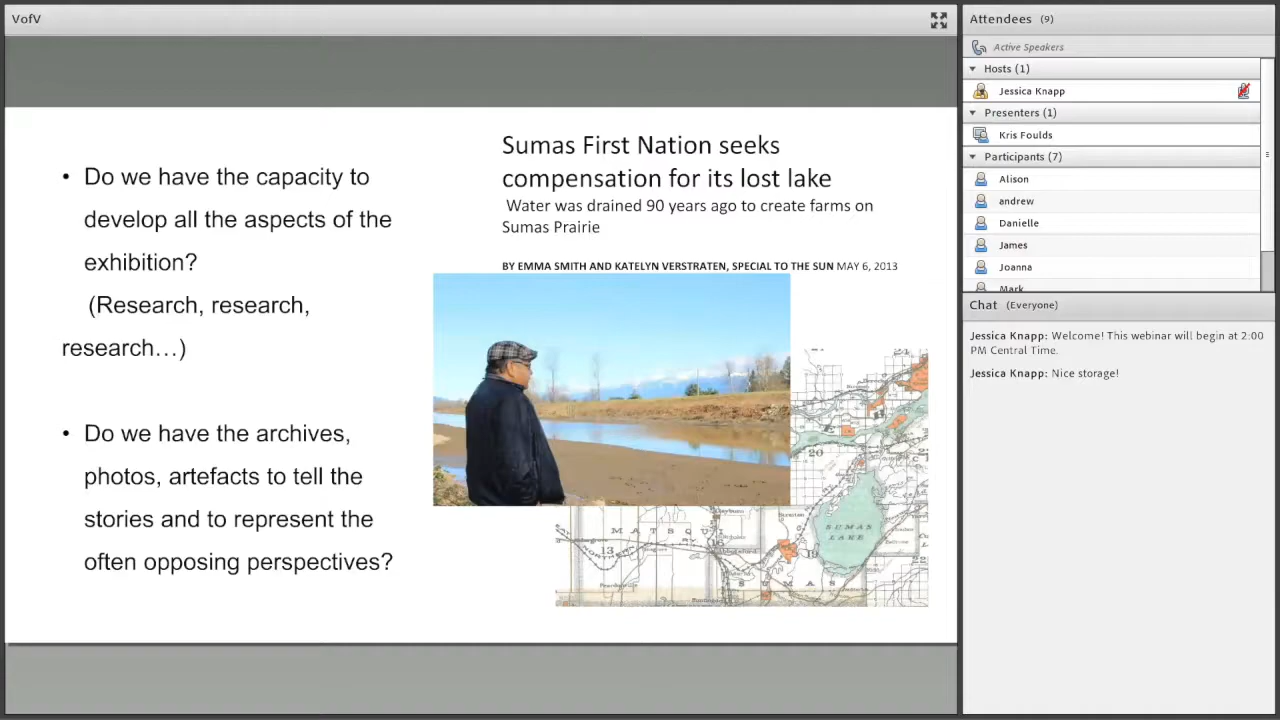 VofV
• Do we have the capacity to
develop all the aspects of the
exhibition?
(Research, research,
research…)
• Do we have the archives,
photos, artefacts to tell the
stories and to represent the
often opposing perspectives?
Sumas First Nation seeks
compensation for its lost lake
Water was drained 90 years ago to create farms on
Sumas Prairie
BY EMMA SMITH AND KATELYN VERSTRATEN, SPECIAL TO THE SUN MAY 6, 2013
20
SUMAS
LAKE
MATSQUI
13
SUMAS
Attendees (9)
Active Speakers
Hosts (1)
Jessica Knapp
Presenters (1)
Kris Foulds
Participants (7)
Alison
andrew
Danielle
James
Joanna
Mark
Chat (Everyone)
Jessica Knapp: Welcome! This webinar will begin at 2:00
PM Central Time.
Jessica Knapp: Nice storage!